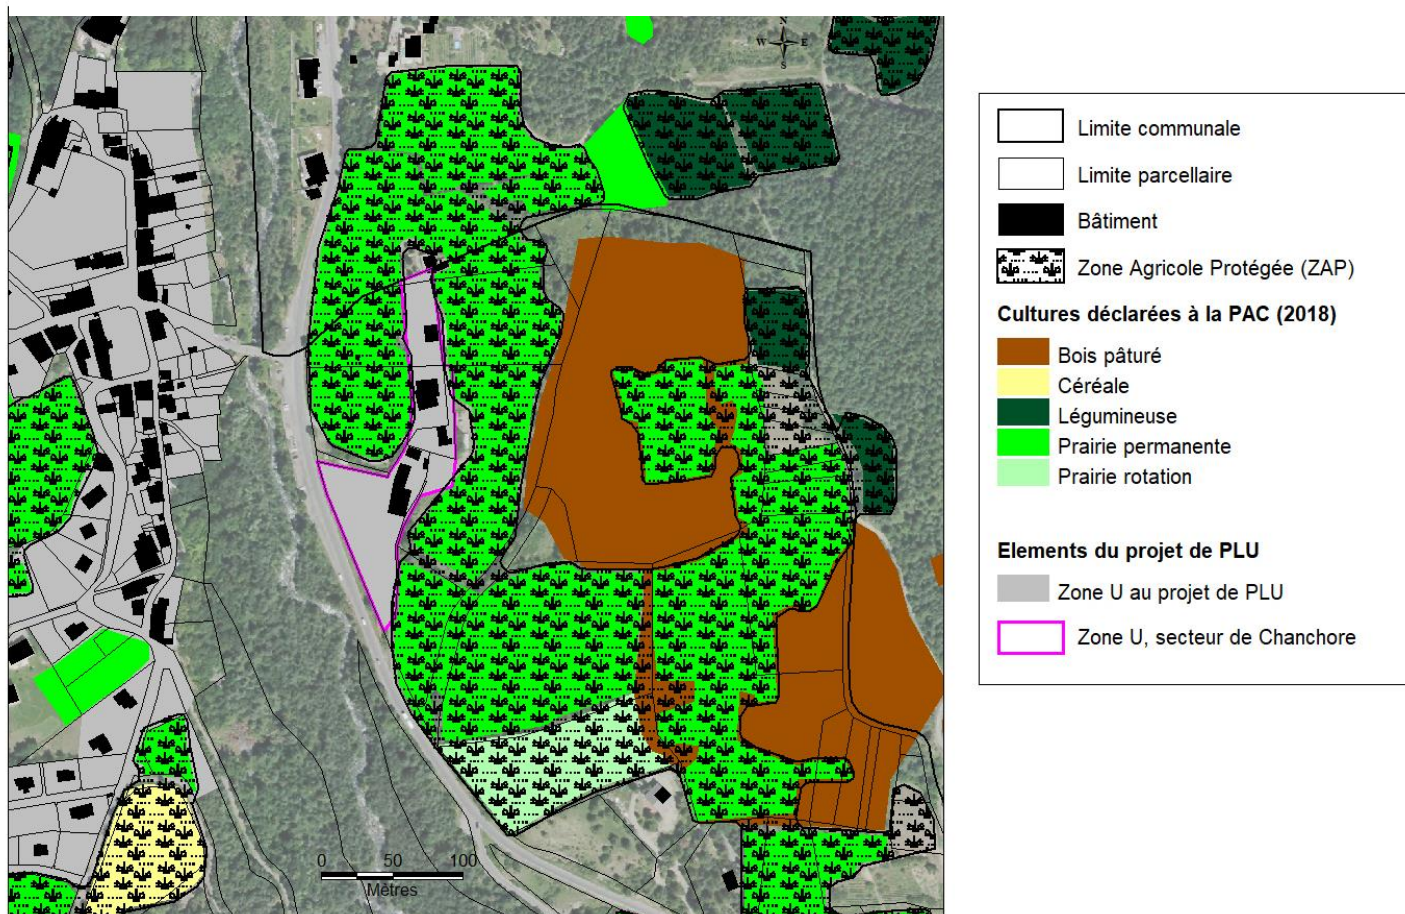 N
W E
S
Limite communale
Limite parcellaire
Bâtiment
Zone Agricole Protégée (ZAP)
Cultures déclarées à la PAC (2018)
Bois pâturé
Céréale
Légumineuse
Prairie permanente
Prairie rotation
Elements du projet de PLU
Zone U au projet de PLU
Zone U, secteur de Chanchore
0 50 100
Mètres